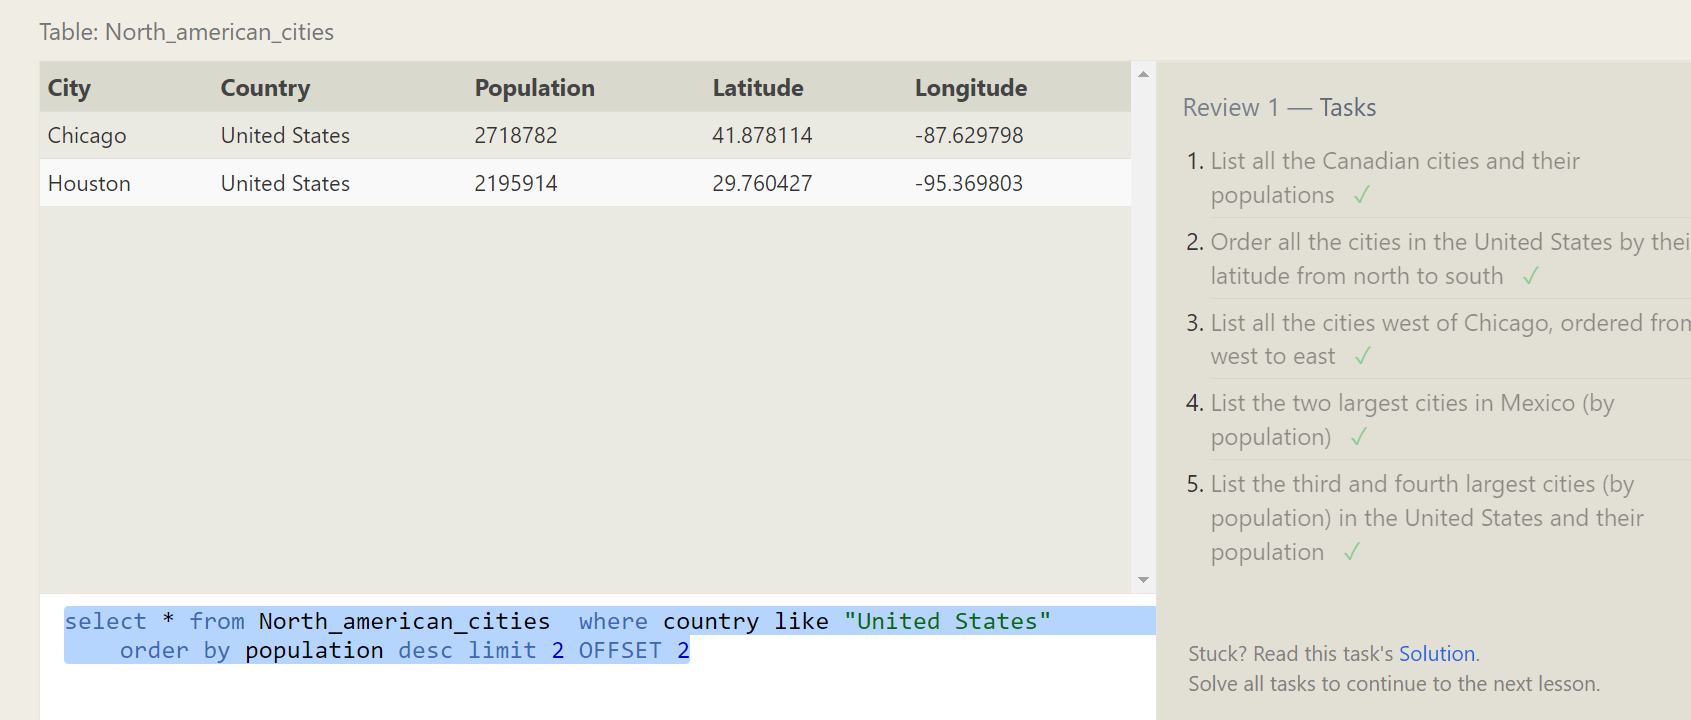 Table: North_american_cities
City Country Population Latitude Longitude
Chicago United States 2718782 41.878114 -87.629798
Houston United States 2195914 29.760427 -95.369803
select * from North_american_cities  where country like "United States"
order by population desc limit 2 OFFSET 2
Review 1 — Tasks
1. List all the Canadian cities and their
populations ✓
2. Order all the cities in the United States by thei
latitude from north to south ✓
3. List all the cities west of Chicago, ordered from
west to east ✓
4. List the two largest cities in Mexico (by
population) ✓
5. List the third and fourth largest cities (by
population) in the United States and their
population ✓
Stuck? Read this task's Solution.
Solve all tasks to continue to the next lesson.